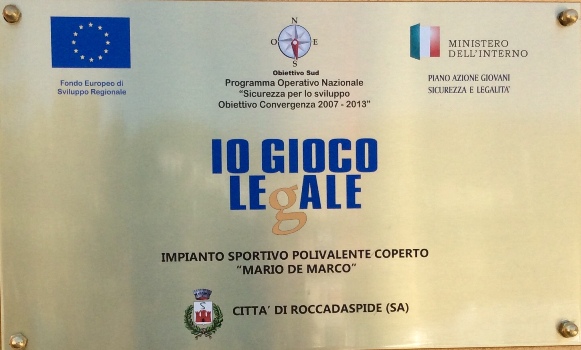 Fondo Europeo di
Sviluppo Regionale
N
O E
S
Obiettivo Sud
Programma Operativo Nazionale
"Sicurezza per lo sviluppo
Obiettivo Convergenza 2007 - 2013"
MINISTERO
DELL'INTERNO
PIANO AZIONE GIOVANI
SICUREZZA E LEGALITA'
IO GIOCO
LEgALE
IMPIANTO SPORTIVO POLIVALENTE COPERTO
"MARIO DE MARCO"
CITTA' DI ROCCADASPIDE (SA)